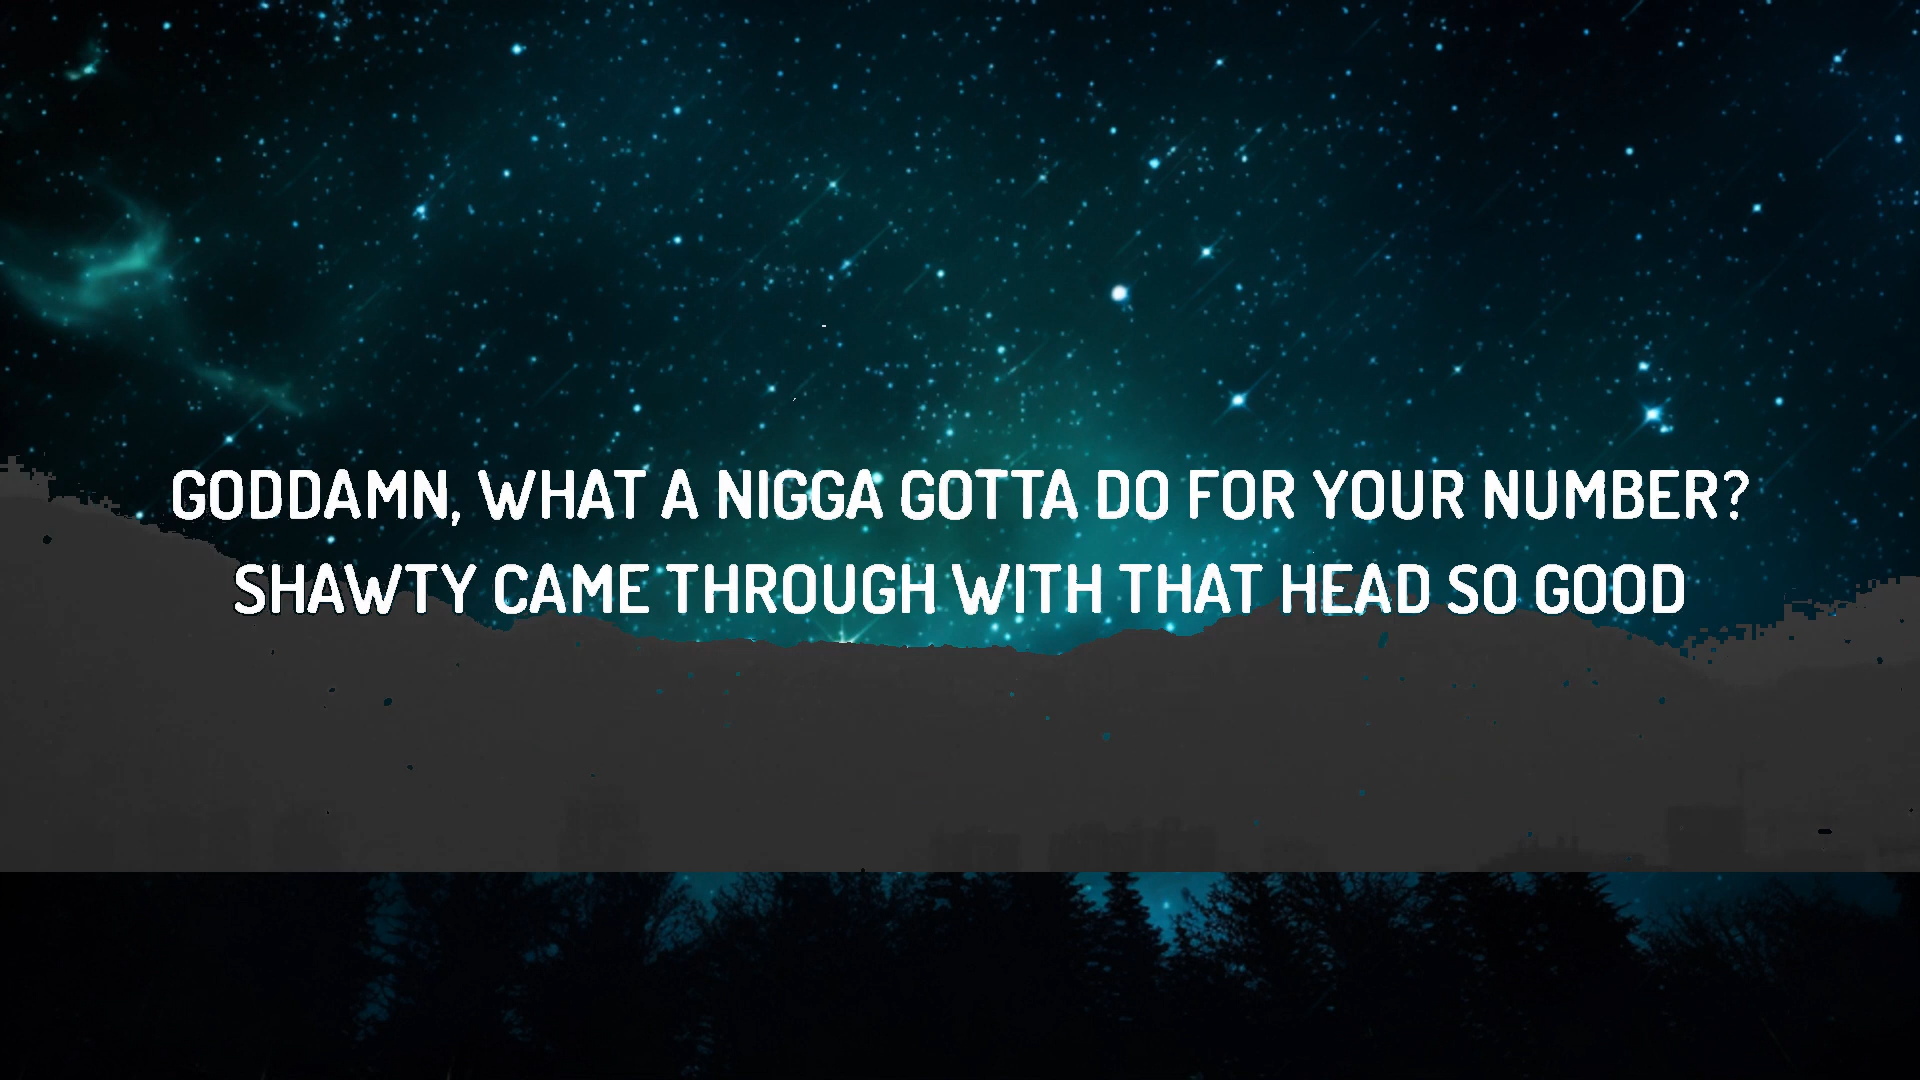 GODDAMN, WHAT A NIGGA GOTTA DO FOR YOUR NUMBER?
SHAWTY CAME THROUGH WITH THAT HEAD SO GOOD